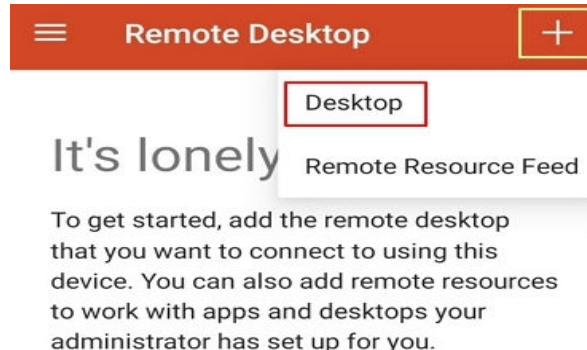 Remote Desktop
Desktop
Remote Resource Feed
It's lonely
To get started, add the remote desktop
that you want to connect to using this
device. You can also add remote resources
to work with apps and desktops your
administrator has set up for you.